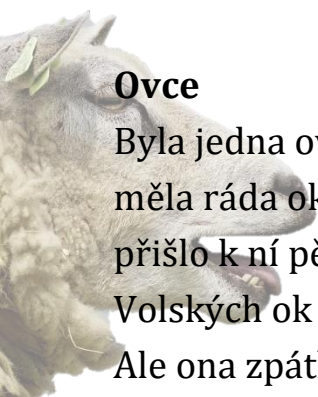 Ovce
Byla jedna ov
měla ráda ok
přišlo k ní pě
Volských ok
Ale ona zpát